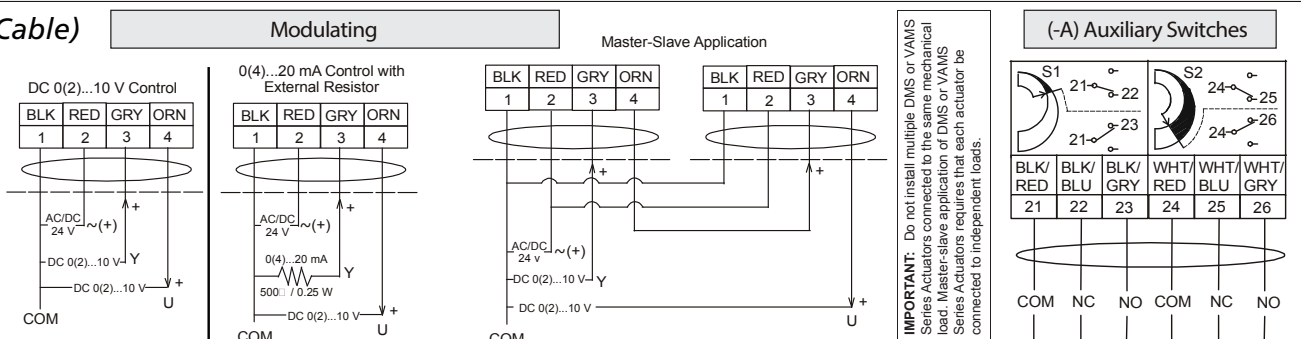 Cable)
Modulating
DC 0(2)...10 V Control
BLK RED GRY ORN
1 2 3 4
+
AC/DC
24 V
~(+)
DC 0(2)...10 V
Y
DC 0(2)...10 V
+
U
COM
0(4)...20 mA Control with
External Resistor
BLK RED GRY ORN
1 2 3 4
+
AC/DC
24 V
~(+)
0(4)...20 mA
Y
500□ / 0.25 W
DC 0(2)...10 V
+
U
COM
Master-Slave Application
BLK RED GRY ORN
1 2 3 4
BLK RED GRY ORN
1 2 3 4
+
+
AC/DC
24 v
~(+)
DC 0(2)...10 V
Y
DC 0(2)...10 V
+
U
COM
IMPORTANT: Do not install multiple DMS or VAMS
Series Actuators connected to the same mechanical
load. Master-slave application of DMS or VAMS
Series Actuators requires that each actuator be
connected to independent loads.
(-A) Auxiliary Switches
S1
21
22
23
21
S2
24
25
26
24
BLK/ BLK/ BLK/ WHT/ WHT/ WHT/
RED BLU GRY RED BLU GRY
21 22 23 24 25 26
COM NC NO COM NC NO